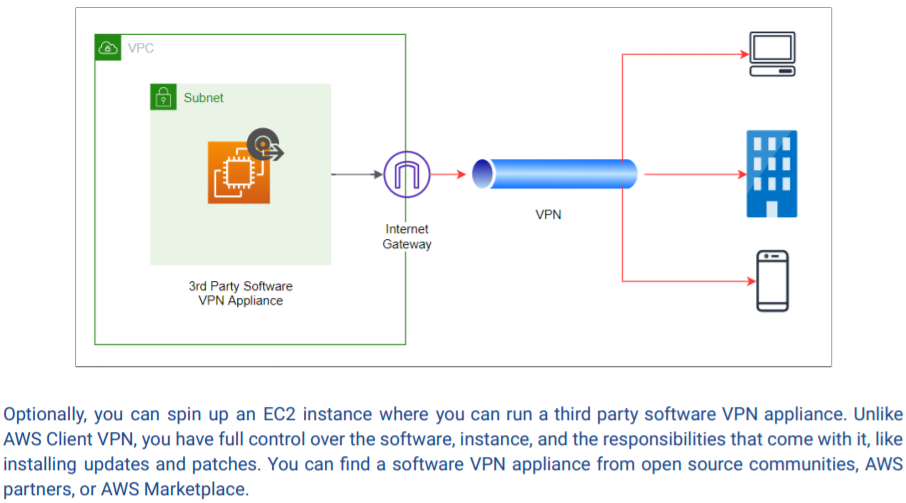 VPC
Subnet
3rd Party Software
VPN Appliance
Internet
Gateway
VPN
Optionally, you can spin up an EC2 instance where you can run a third party software VPN appliance. Unlike
AWS Client VPN, you have full control over the software, instance, and the responsibilities that come with it, like
installing updates and patches. You can find a software VPN appliance from open source communities, AWS
partners, or AWS Marketplace.